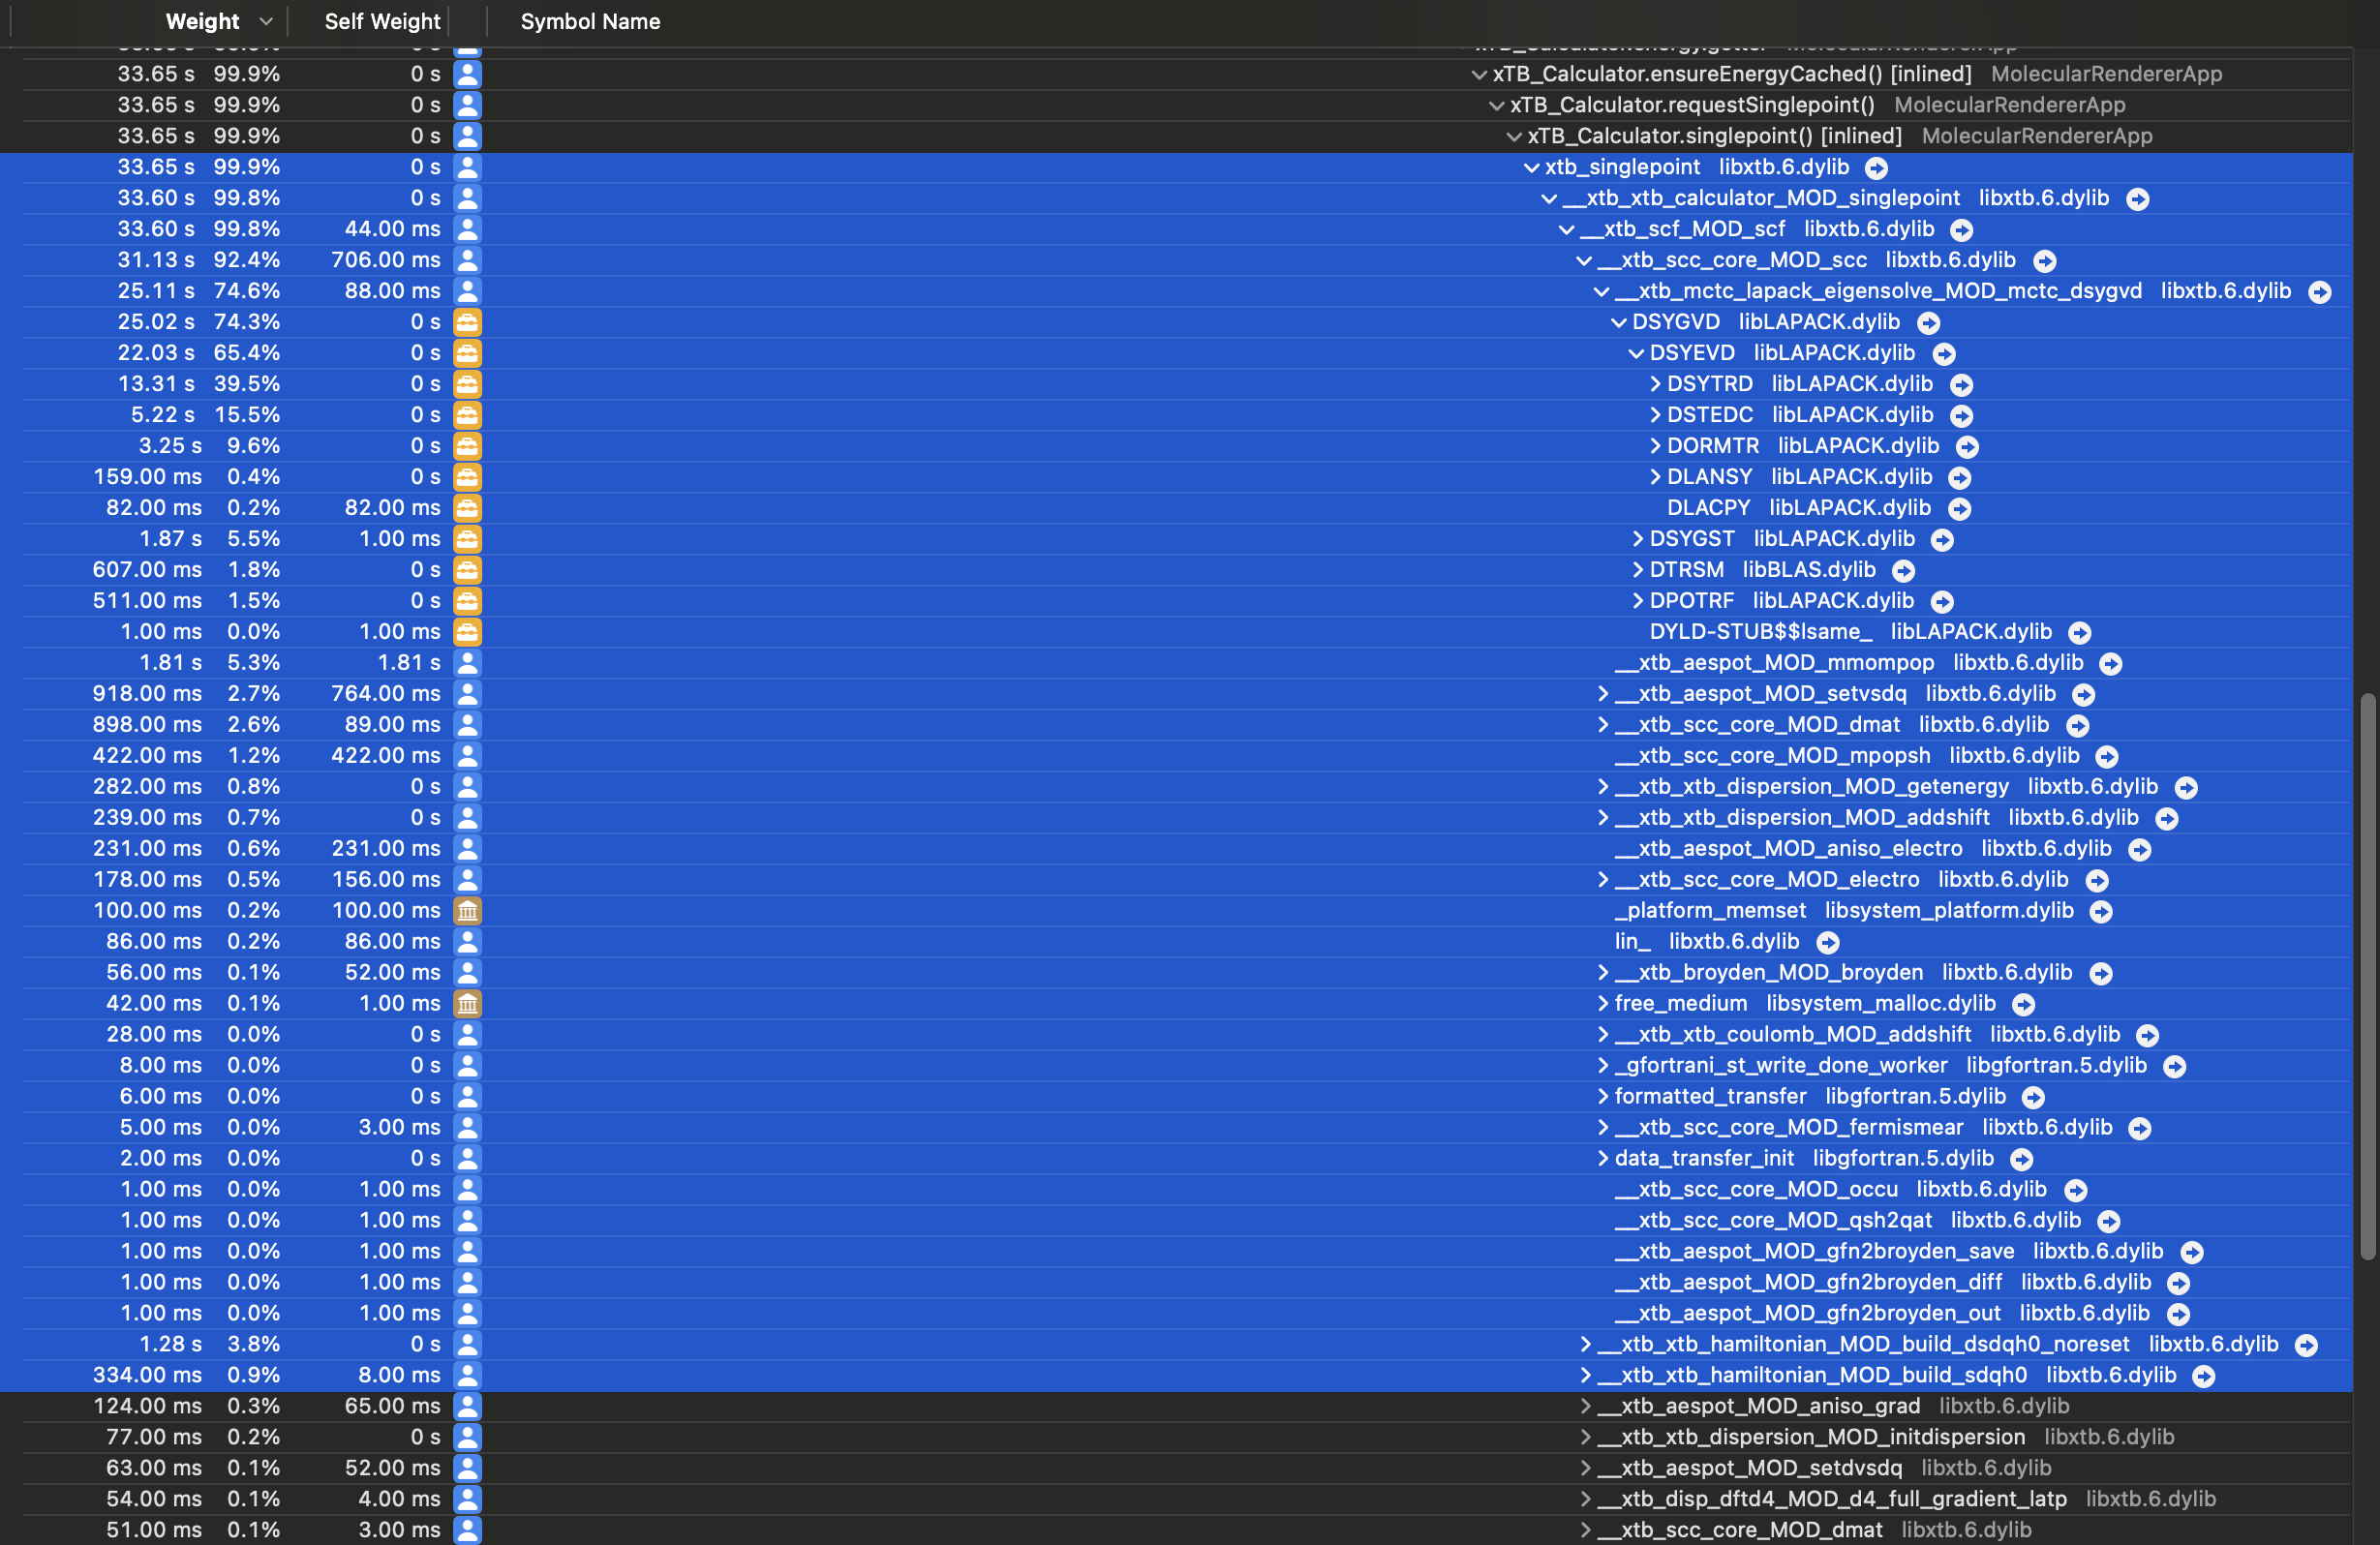 Weight Self Weight Symbol Name
33.65 s 99.9% 0 s xTB_Calculator.ensureEnergyCached() [inlined] MolecularRendererApp
33.65 s 99.9% 0 s xTB_Calculator.requestSinglepoint() MolecularRendererApp
33.65 s 99.9% 0 s xTB_Calculator.singlepoint() [inlined] MolecularRendererApp
33.65 s 99.9% 0 s xtb_singlepoint libxtb.6.dylib
33.60 s 99.8% 0 s __xtb_xtb_calculator_MOD_singlepoint libxtb.6.dylib
33.60 s 99.8% 44.00 ms __xtb_scf_MOD_scf libxtb.6.dylib
31.13 s 92.4% 706.00 ms __xtb_scc_core_MOD_scc libxtb.6.dylib
25.11 s 74.6% 88.00 ms __xtb_mctc_lapack_eigensolve_MOD_mctc_dsygvd libxtb.6.dylib
25.02 s 74.3% 0 s DSYGVD libLAPACK.dylib
22.03 s 65.4% 0 s DSYEVD libLAPACK.dylib
13.31 s 39.5% 0 s DSYTRD libLAPACK.dylib
5.22 s 15.5% 0 s DSTEDC libLAPACK.dylib
3.25 s 9.6% 0 s DORMTR libLAPACK.dylib
159.00 ms 0.4% 0 s DLANSY libLAPACK.dylib
82.00 ms 0.2% 82.00 ms DLACPY libLAPACK.dylib
1.87 s 5.5% 1.00 ms DSYGST libLAPACK.dylib
607.00 ms 1.8% 0 s DTRSM libBLAS.dylib
511.00 ms 1.5% 0 s DPOTRF libLAPACK.dylib
1.00 ms 0.0% 1.00 ms DYLD-STUB$$lsame_ libLAPACK.dylib
1.81 s 5.3% 1.81 s __xtb_aespot_MOD_mmompop libxtb.6.dylib
918.00 ms 2.7% 764.00 ms __xtb_aespot_MOD_setvsdq libxtb.6.dylib
898.00 ms 2.6% 89.00 ms __xtb_scc_core_MOD_dmat libxtb.6.dylib
422.00 ms 1.2% 422.00 ms __xtb_scc_core_MOD_mpopsh libxtb.6.dylib
282.00 ms 0.8% 0 s __xtb_xtb_dispersion_MOD_getenergy libxtb.6.dylib
239.00 ms 0.7% 0 s __xtb_xtb_dispersion_MOD_addshift libxtb.6.dylib
231.00 ms 0.6% 231.00 ms __xtb_aespot_MOD_aniso_electro libxtb.6.dylib
178.00 ms 0.5% 156.00 ms __xtb_scc_core_MOD_electro libxtb.6.dylib
100.00 ms 0.2% 100.00 ms _platform_memset libsystem_platform.dylib
86.00 ms 0.2% 86.00 ms lin_ libxtb.6.dylib
56.00 ms 0.1% 52.00 ms __xtb_broyden_MOD_broyden libxtb.6.dylib
42.00 ms 0.1% 1.00 ms free_medium libsystem_malloc.dylib
28.00 ms 0.0% 0 s __xtb_xtb_coulomb_MOD_addshift libxtb.6.dylib
8.00 ms 0.0% 0 s _gfortrani_st_write_done_worker libgfortran.5.dylib
6.00 ms 0.0% 0 s formatted_transfer libgfortran.5.dylib
5.00 ms 0.0% 3.00 ms __xtb_scc_core_MOD_fermismear libxtb.6.dylib
2.00 ms 0.0% 0 s data_transfer_init libgfortran.5.dylib
1.00 ms 0.0% 1.00 ms __xtb_scc_core_MOD_occu libxtb.6.dylib
1.00 ms 0.0% 1.00 ms __xtb_scc_core_MOD_qsh2qat libxtb.6.dylib
1.00 ms 0.0% 1.00 ms __xtb_aespot_MOD_gfn2broyden_save libxtb.6.dylib
1.00 ms 0.0% 1.00 ms __xtb_aespot_MOD_gfn2broyden_diff libxtb.6.dylib
1.00 ms 0.0% 1.00 ms __xtb_aespot_MOD_gfn2broyden_out libxtb.6.dylib
1.28 s 3.8% 0 s __xtb_xtb_hamiltonian_MOD_build_dsdqh0_noreset libxtb.6.dylib
334.00 ms 0.9% 8.00 ms __xtb_xtb_hamiltonian_MOD_build_sdqh0 libxtb.6.dylib
124.00 ms 0.3% 65.00 ms __xtb_aespot_MOD_aniso_grad libxtb.6.dylib
77.00 ms 0.2% 0 s __xtb_xtb_dispersion_MOD_initdispersion libxtb.6.dylib
63.00 ms 0.1% 52.00 ms __xtb_aespot_MOD_setdvsdq libxtb.6.dylib
54.00 ms 0.1% 4.00 ms __xtb_disp_dftd4_MOD_d4_full_gradient_latp libxtb.6.dylib
51.00 ms 0.1% 3.00 ms __xtb_scc_core_MOD_dmat libxtb.6.dylib